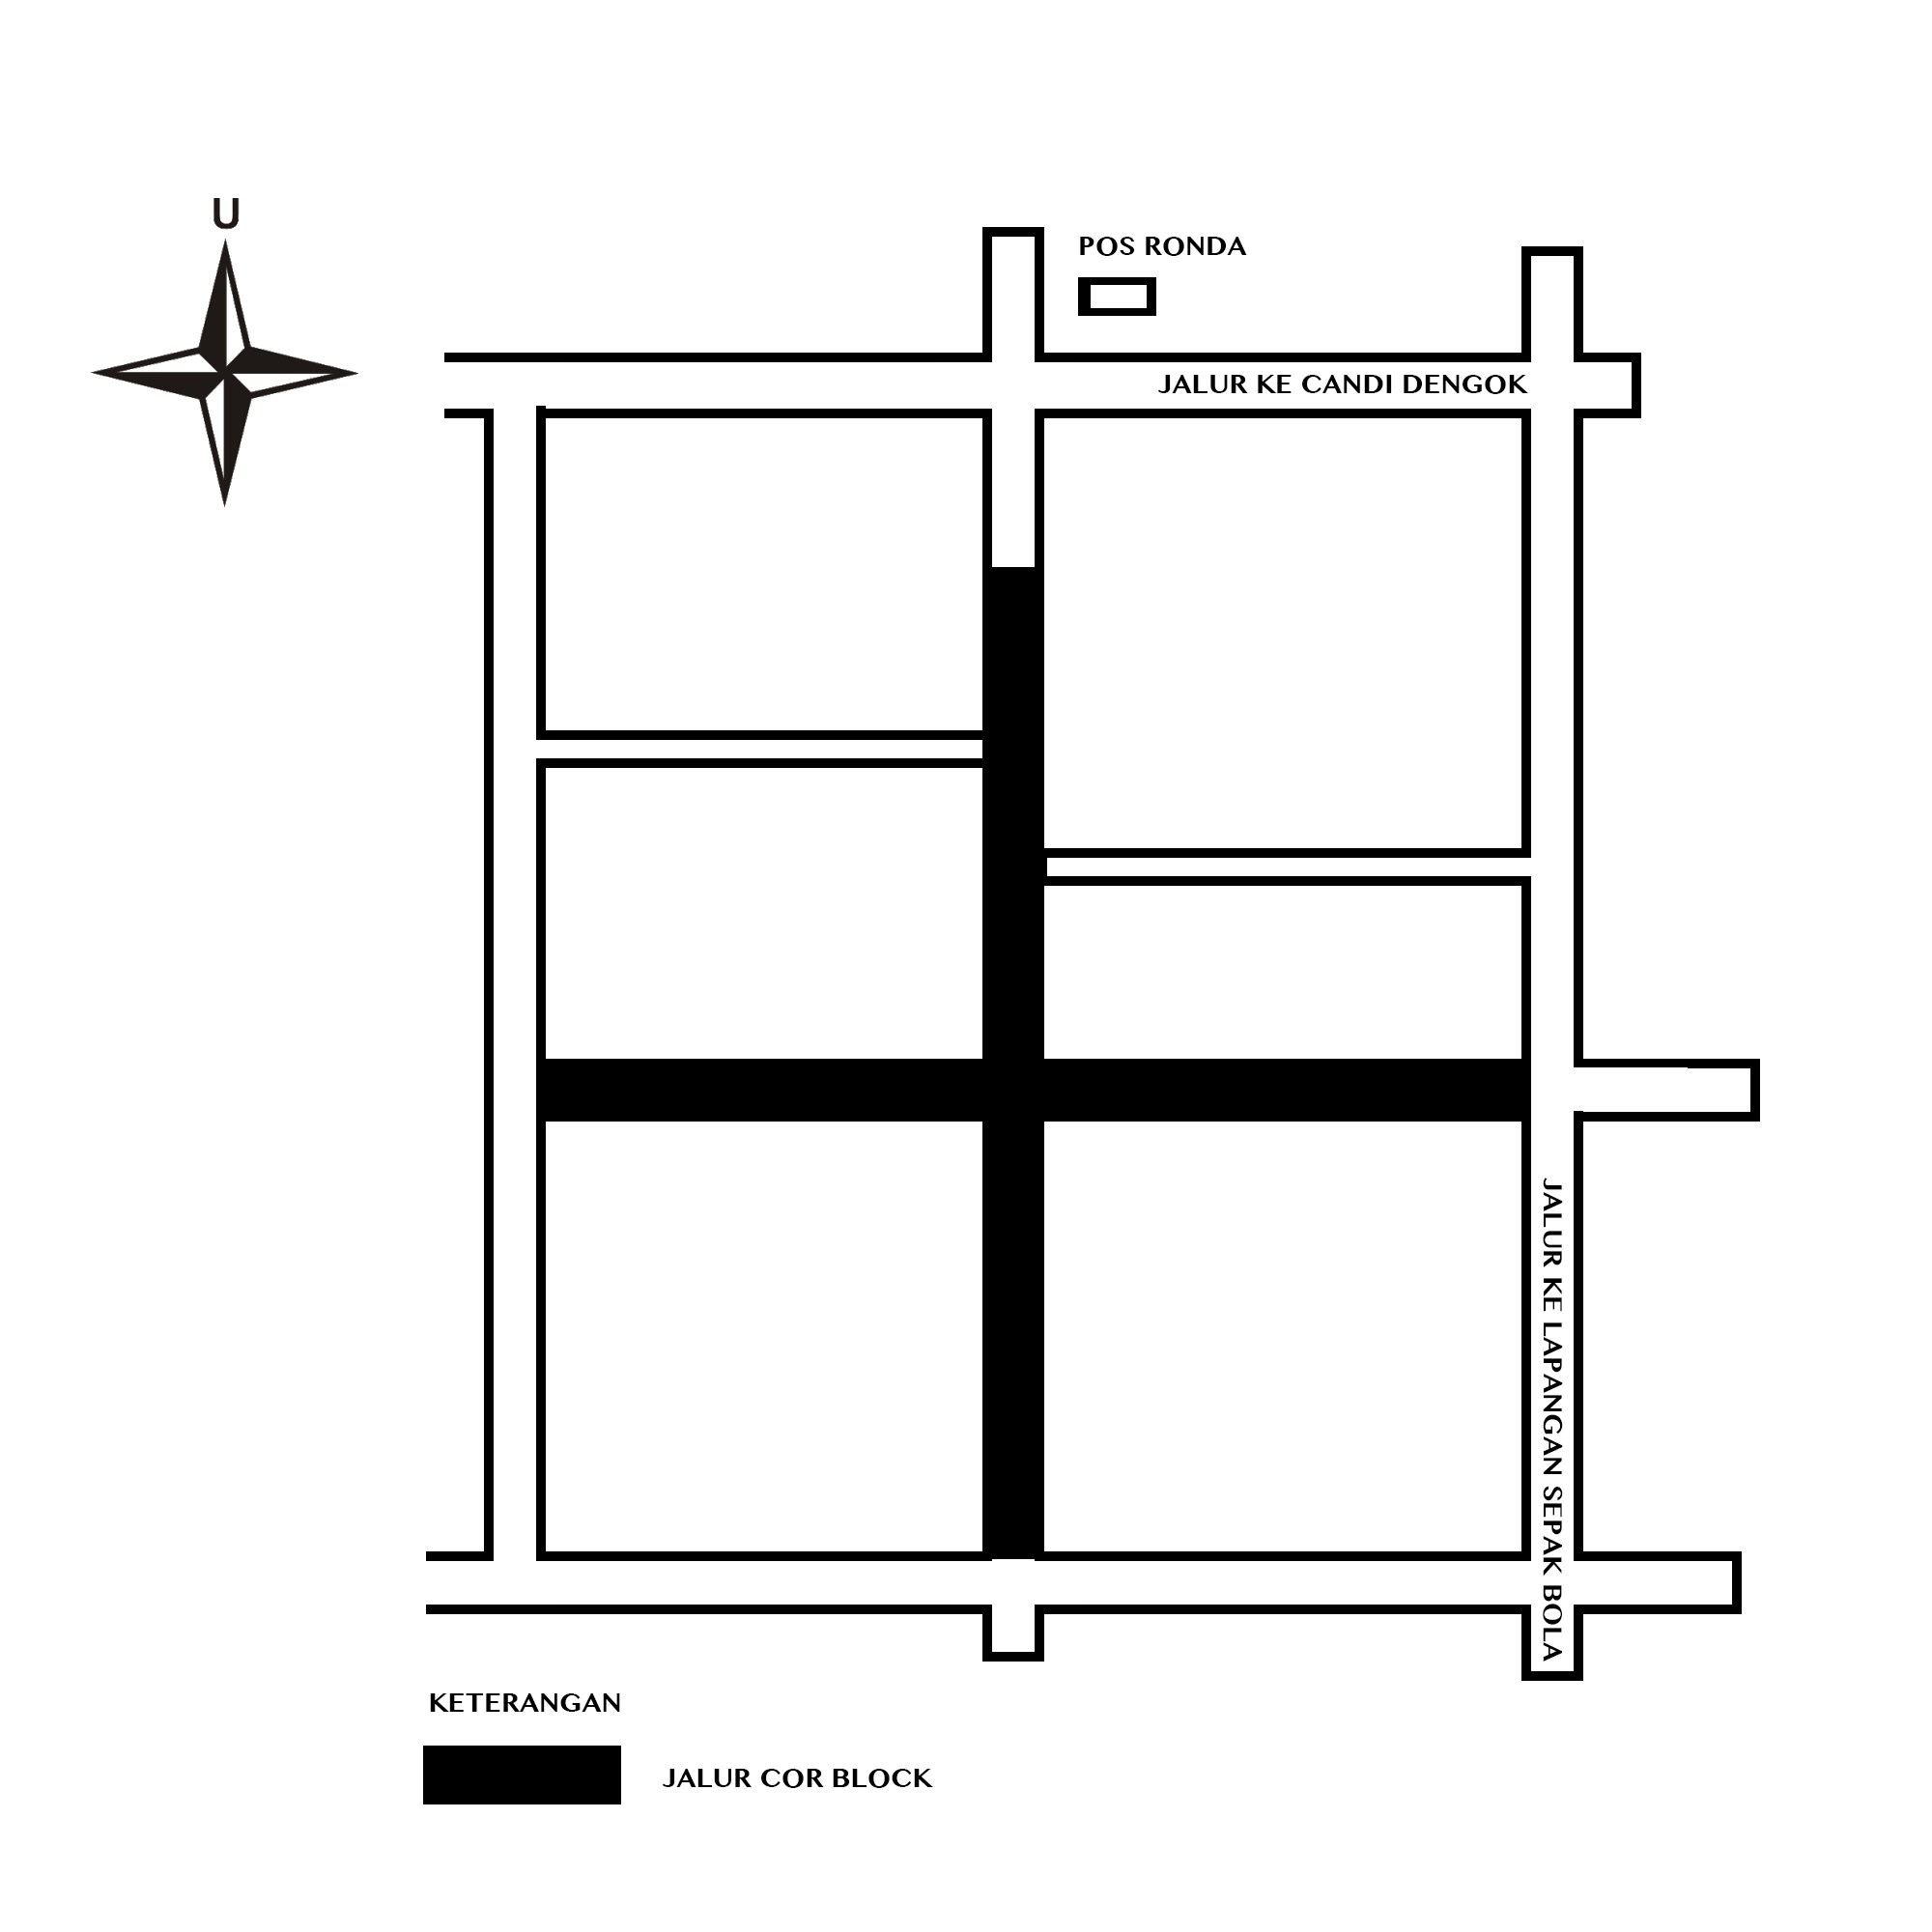 U
POS RONDA
JALUR KE CANDI DENGOK
JALUR KE LAPANGAN SEPAK BOLA
KETERANGAN
JALUR COR BLOCK